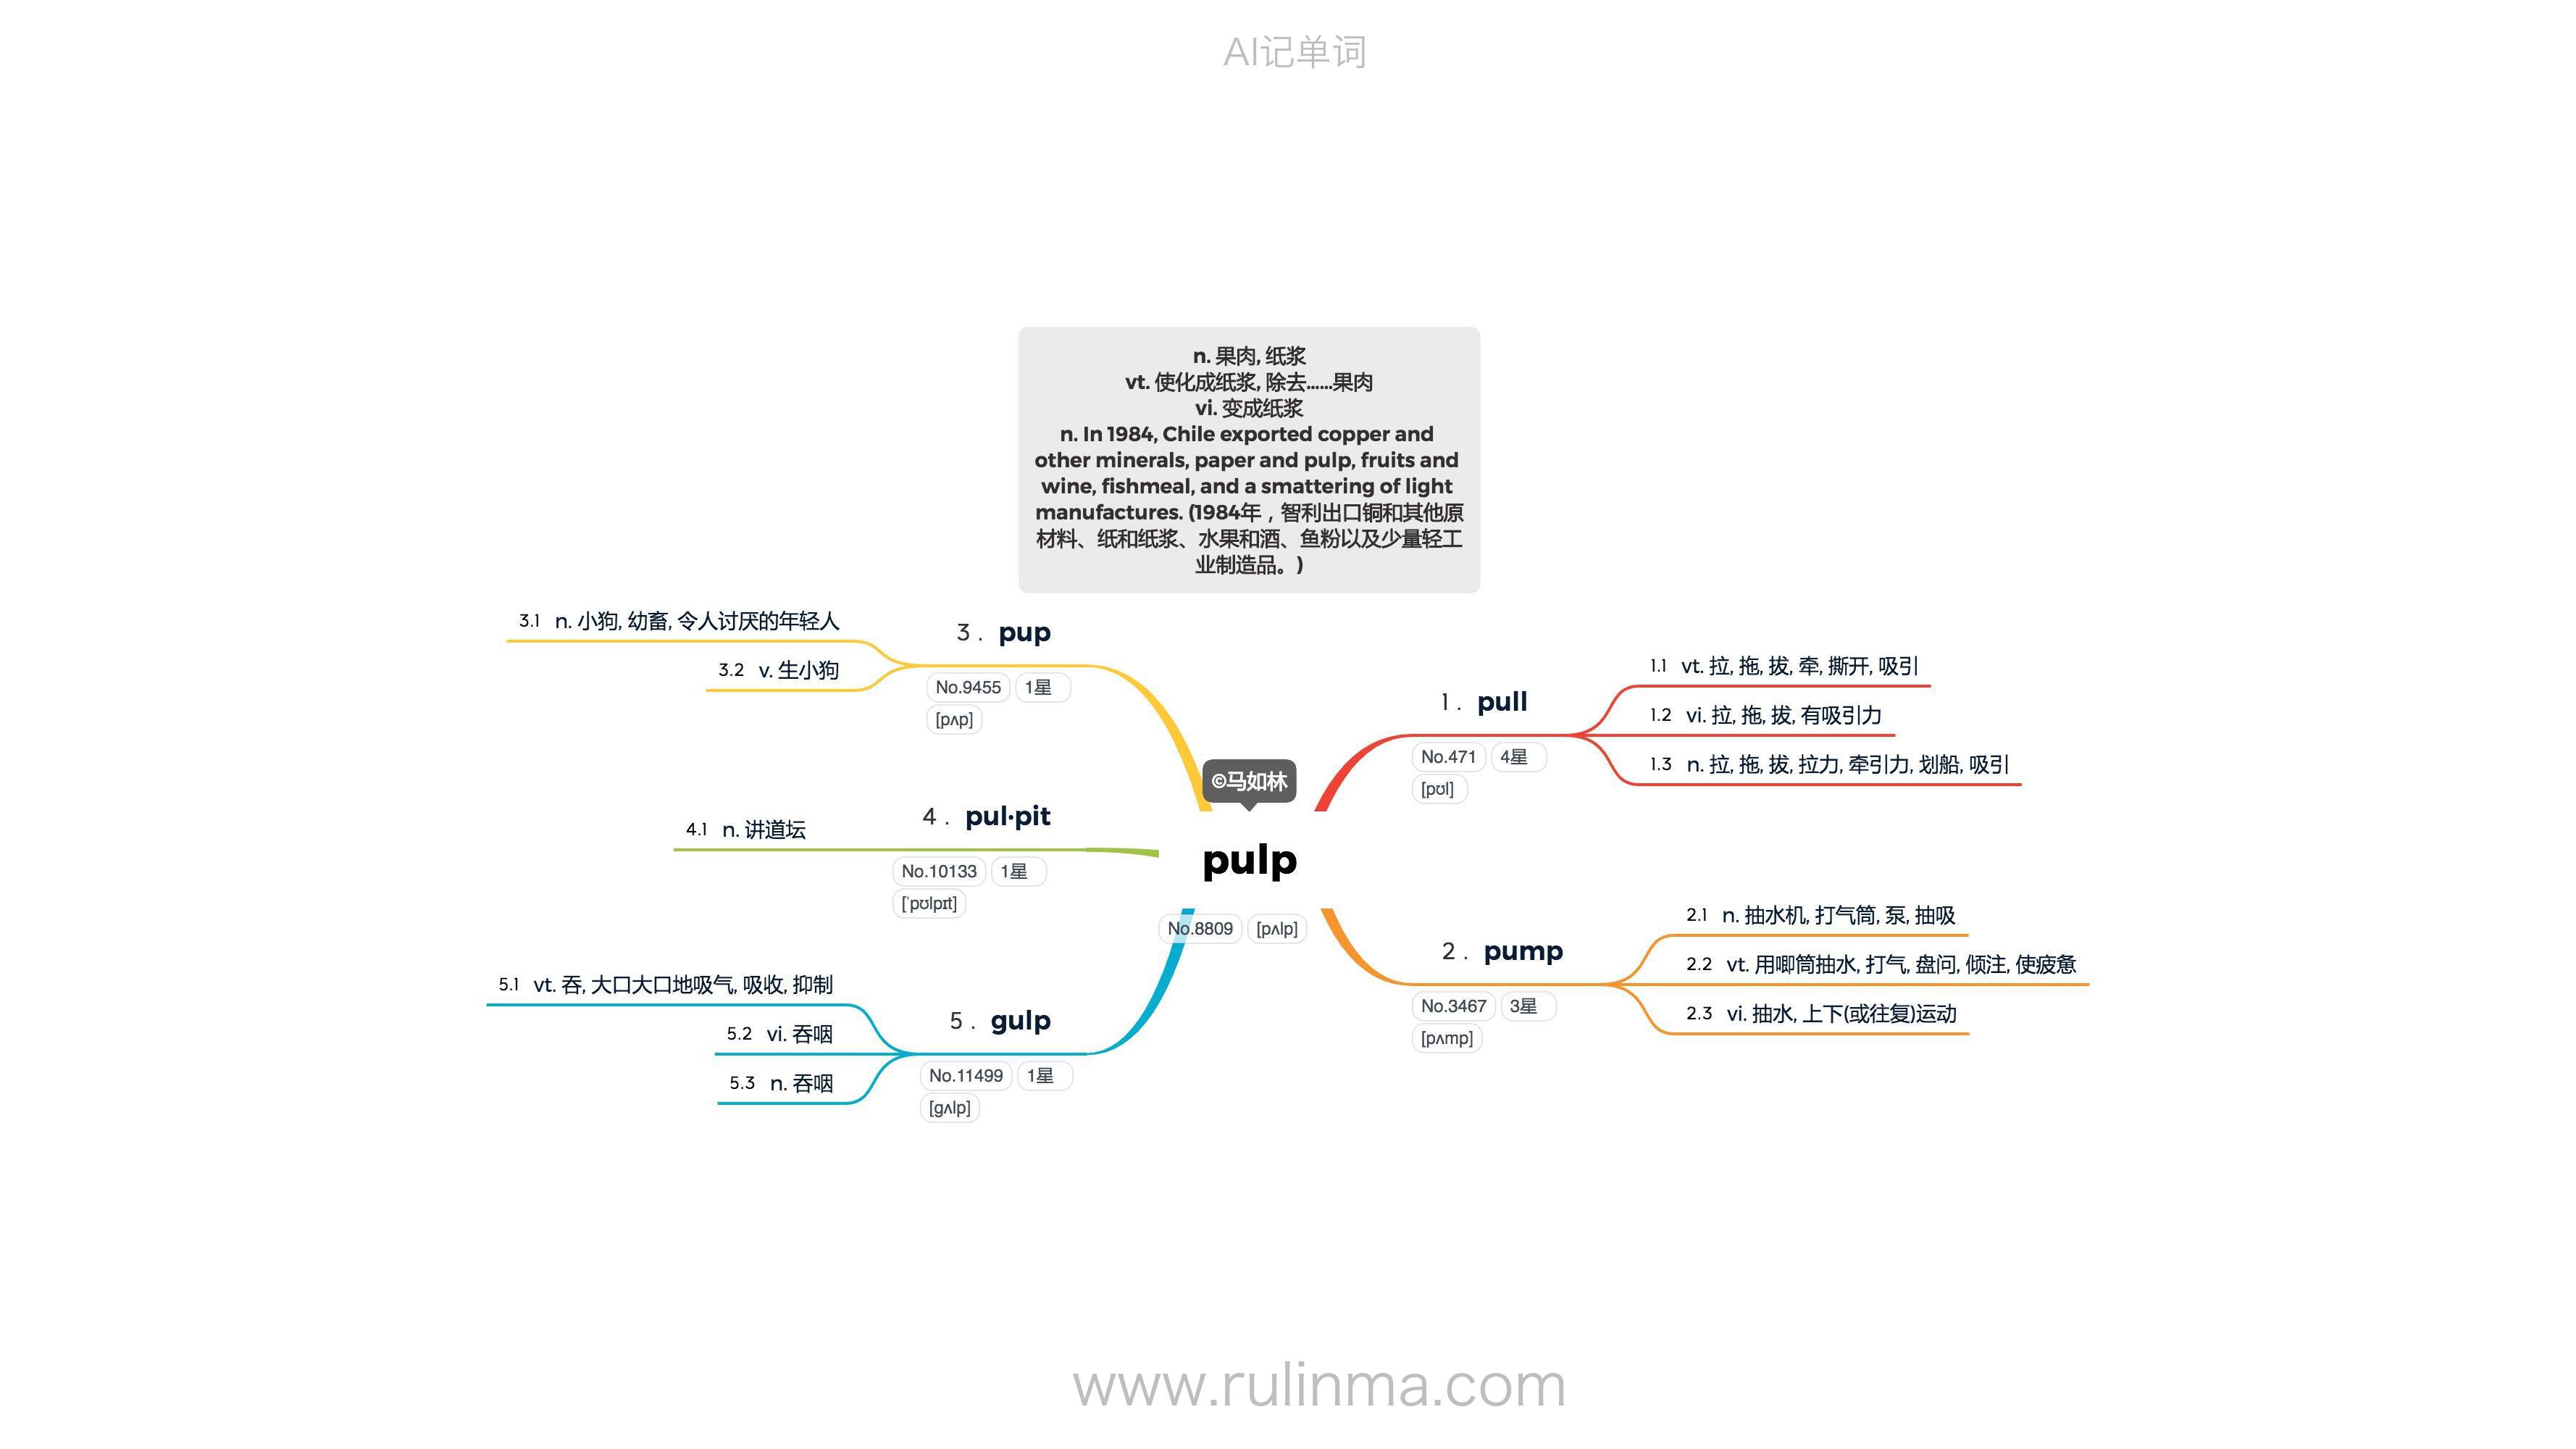 AI记单词
n. 果肉, 纸浆
vt. 使化成纸浆, 除去......果肉
vi. 变成纸浆
n. In 1984, Chile exported copper and
other minerals, paper and pulp, fruits and
wine, fishmeal, and a smattering of light
manufactures. (1984年，智利出口铜和其他原
材料、纸和纸浆、水果和酒、鱼粉以及少量轻工
业制造品。)
©马如林
pulp
No.8809 [pʌlp]
1. pull
No.471 4星
[pʊl]
1.1 vt. 拉, 拖, 拔, 牵, 撕开, 吸引
1.2 vi. 拉, 拖, 拔, 有吸引力
1.3 n. 拉, 拖, 拔, 拉力, 牵引力, 划船, 吸引
2. pump
No.3467 3星
[pʌmp]
2.1 n. 抽水机, 打气筒, 泵, 抽吸
2.2 vt. 用唧筒抽水, 打气, 盘问, 倾注, 使疲惫
2.3 vi. 抽水, 上下(或往复)运动
3. pup
No.9455 1星
[pʌp]
3.1 n. 小狗, 幼畜, 令人讨厌的年轻人
3.2 v. 生小狗
4. pul·pit
No.10133 1星
[ˈpʊlpɪt]
4.1 n. 讲道坛
5. gulp
No.11499 1星
[gʌlp]
5.1 vt. 吞, 大口大口地吸气, 吸收, 抑制
5.2 vi. 吞咽
5.3 n. 吞咽
www.rulinma.com